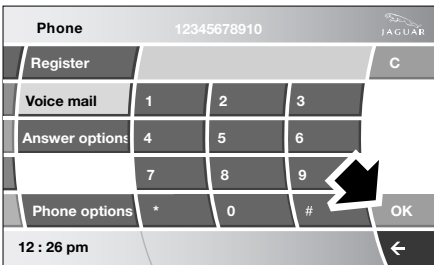 Phone 12345678910 JAGUAR
Register C
Voice mail 1 2 3
Answer options 4 5 6
7 8 9
Phone options * 0 # OK
12 : 26 pm